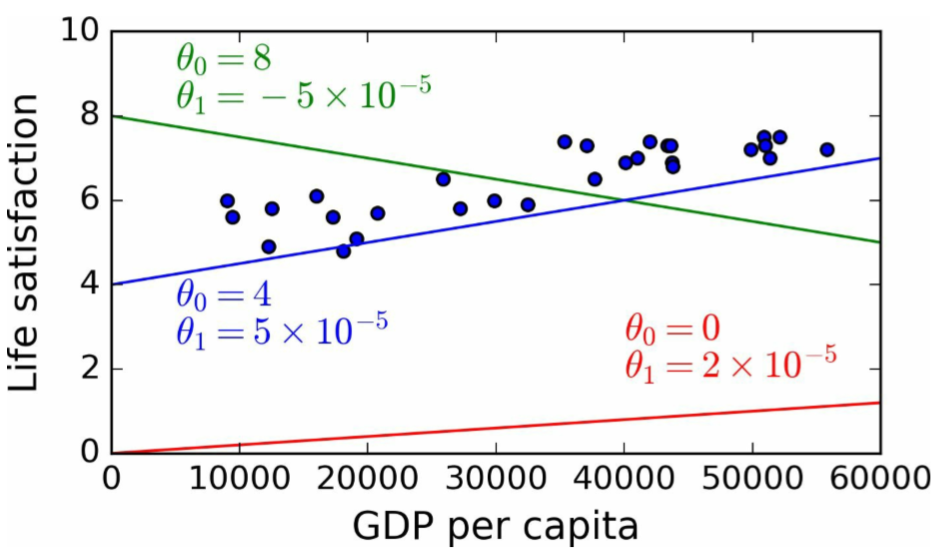 10
8
6
4
2
0
Life satisfaction
θ₀ = 8
θ₁ = − 5 × 10⁻⁵
θ₀ = 4
θ₁ = 5 × 10⁻⁵
θ₀ = 0
θ₁ = 2 × 10⁻⁵
0 10000 20000 30000 40000 50000 60000
GDP per capita